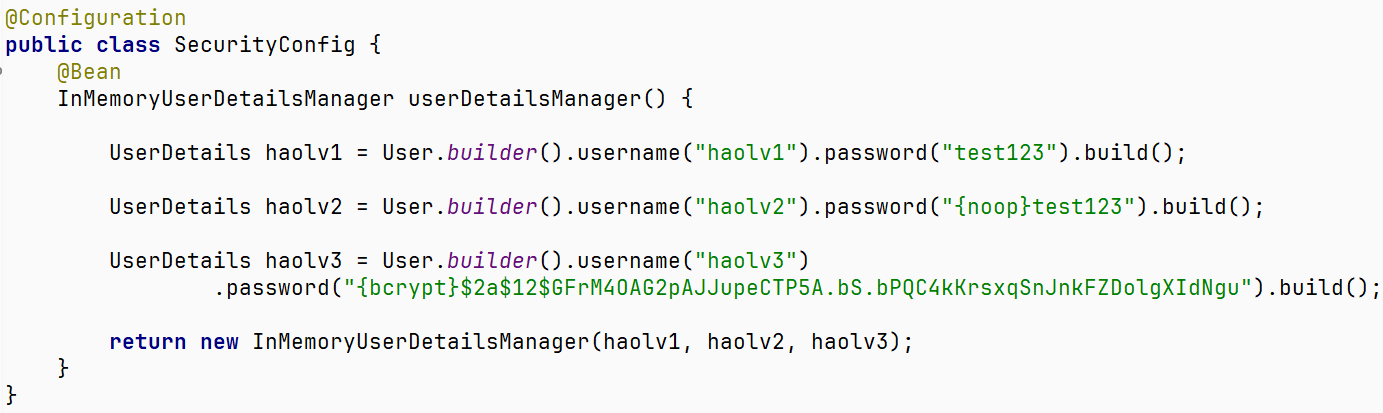 @Configuration
public class SecurityConfig {
@Bean
InMemoryUserDetailsManager userDetailsManager() {
UserDetails haolv1 = User.builder().username("haolv1").password("test123").build();
UserDetails haolv2 = User.builder().username("haolv2").password("{noop}test123").build();
UserDetails haolv3 = User.builder().username("haolv3")
.password("{bcrypt}$2a$12$GFrM4OAG2pAJJupeCTP5A.bS.bPQC4kKrsxqSnJnkFZDolgXIdNgu").build();
return new InMemoryUserDetailsManager(haolv1, haolv2, haolv3);
}
}